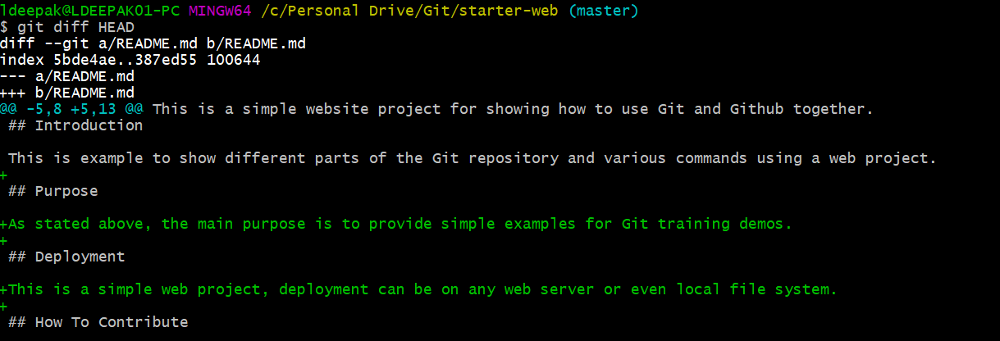 ldeepak@LDEEPAK01-PC MINGW64 /c/Personal Drive/Git/starter-web (master)
$ git diff HEAD
diff --git a/README.md b/README.md
index 5bde4ae..387ed55 100644
--- a/README.md
+++ b/README.md
@@ -5,8 +5,13 @@ This is a simple website project for showing how to use Git and Github together.
 ## Introduction

 This is example to show different parts of the Git repository and various commands using a web project.
+
 ## Purpose

+As stated above, the main purpose is to provide simple examples for Git training demos.
+
 ## Deployment

+This is a simple web project, deployment can be on any web server or even local file system.
+
 ## How To Contribute